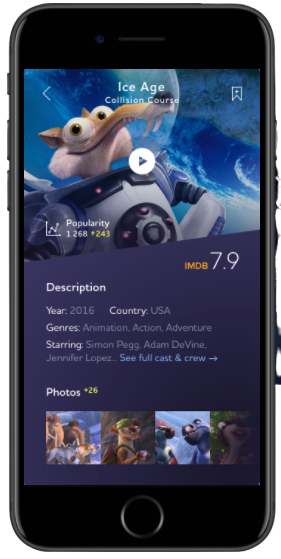 Ice Age
Collision Course
Popularity
1 268 +243
IMDB 7.9
Description
Year: 2016 Country: USA
Genres: Animation, Action, Adventure
Starring: Simon Pegg, Adam DeVine,
Jennifer Lopez.. See full cast & crew →
Photos +26